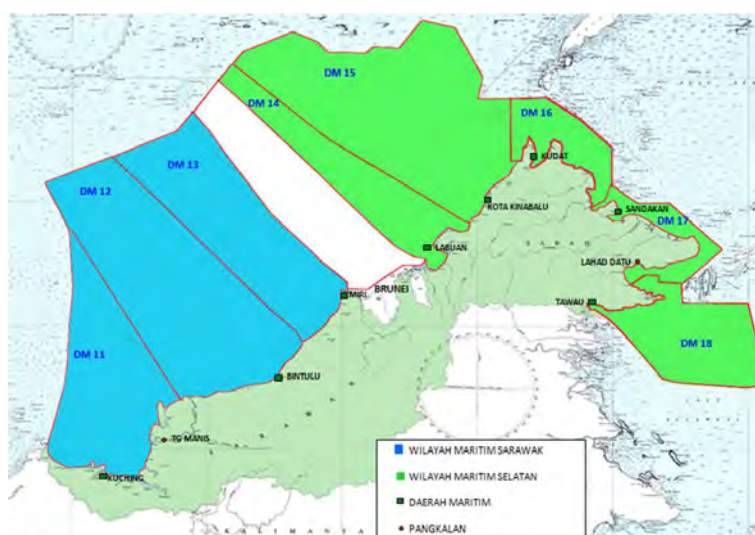 DM 15
DM 14
DM 16
DM 13
KUDAT
DM 12
KOTA KINABALU
SANDAKAN
DM 17
LABUAN
SABAH
LAHAD DATU
BRUNEI
MIRI
TAWAU
DM 11
DM 18
BINTULU
TG MANIS
KUCHING
WILAYAH MARITIM SARAWAK
WILAYAH MARITIM SELATAN
DAERAH MARITIM
PANGKALAN